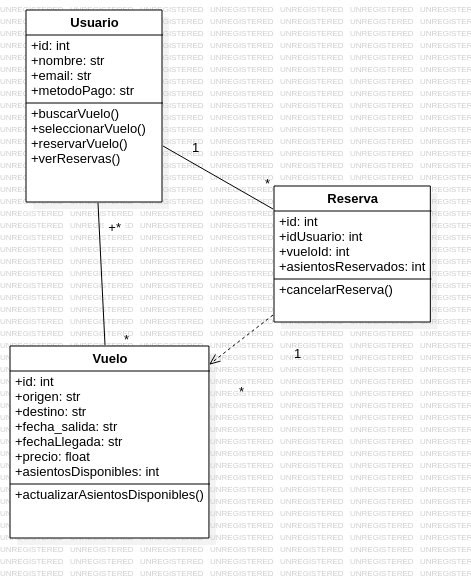 Usuario
+id: int
+nombre: str
+email: str
+metodoPago: str
+buscarVuelo()
+seleccionarVuelo()
+reservarVuelo()
+verReservas()
1
*
Reserva
+id: int
+idUsuario: int
+vueloId: int
+asientosReservados: int
+cancelarReserva()
+*
*
Vuelo
+id: int
+origen: str
+destino: str
+fecha_salida: str
+fechaLlegada: str
+precio: float
+asientosDisponibles: int
+actualizarAsientosDisponibles()
1
*
UNREGISTERED